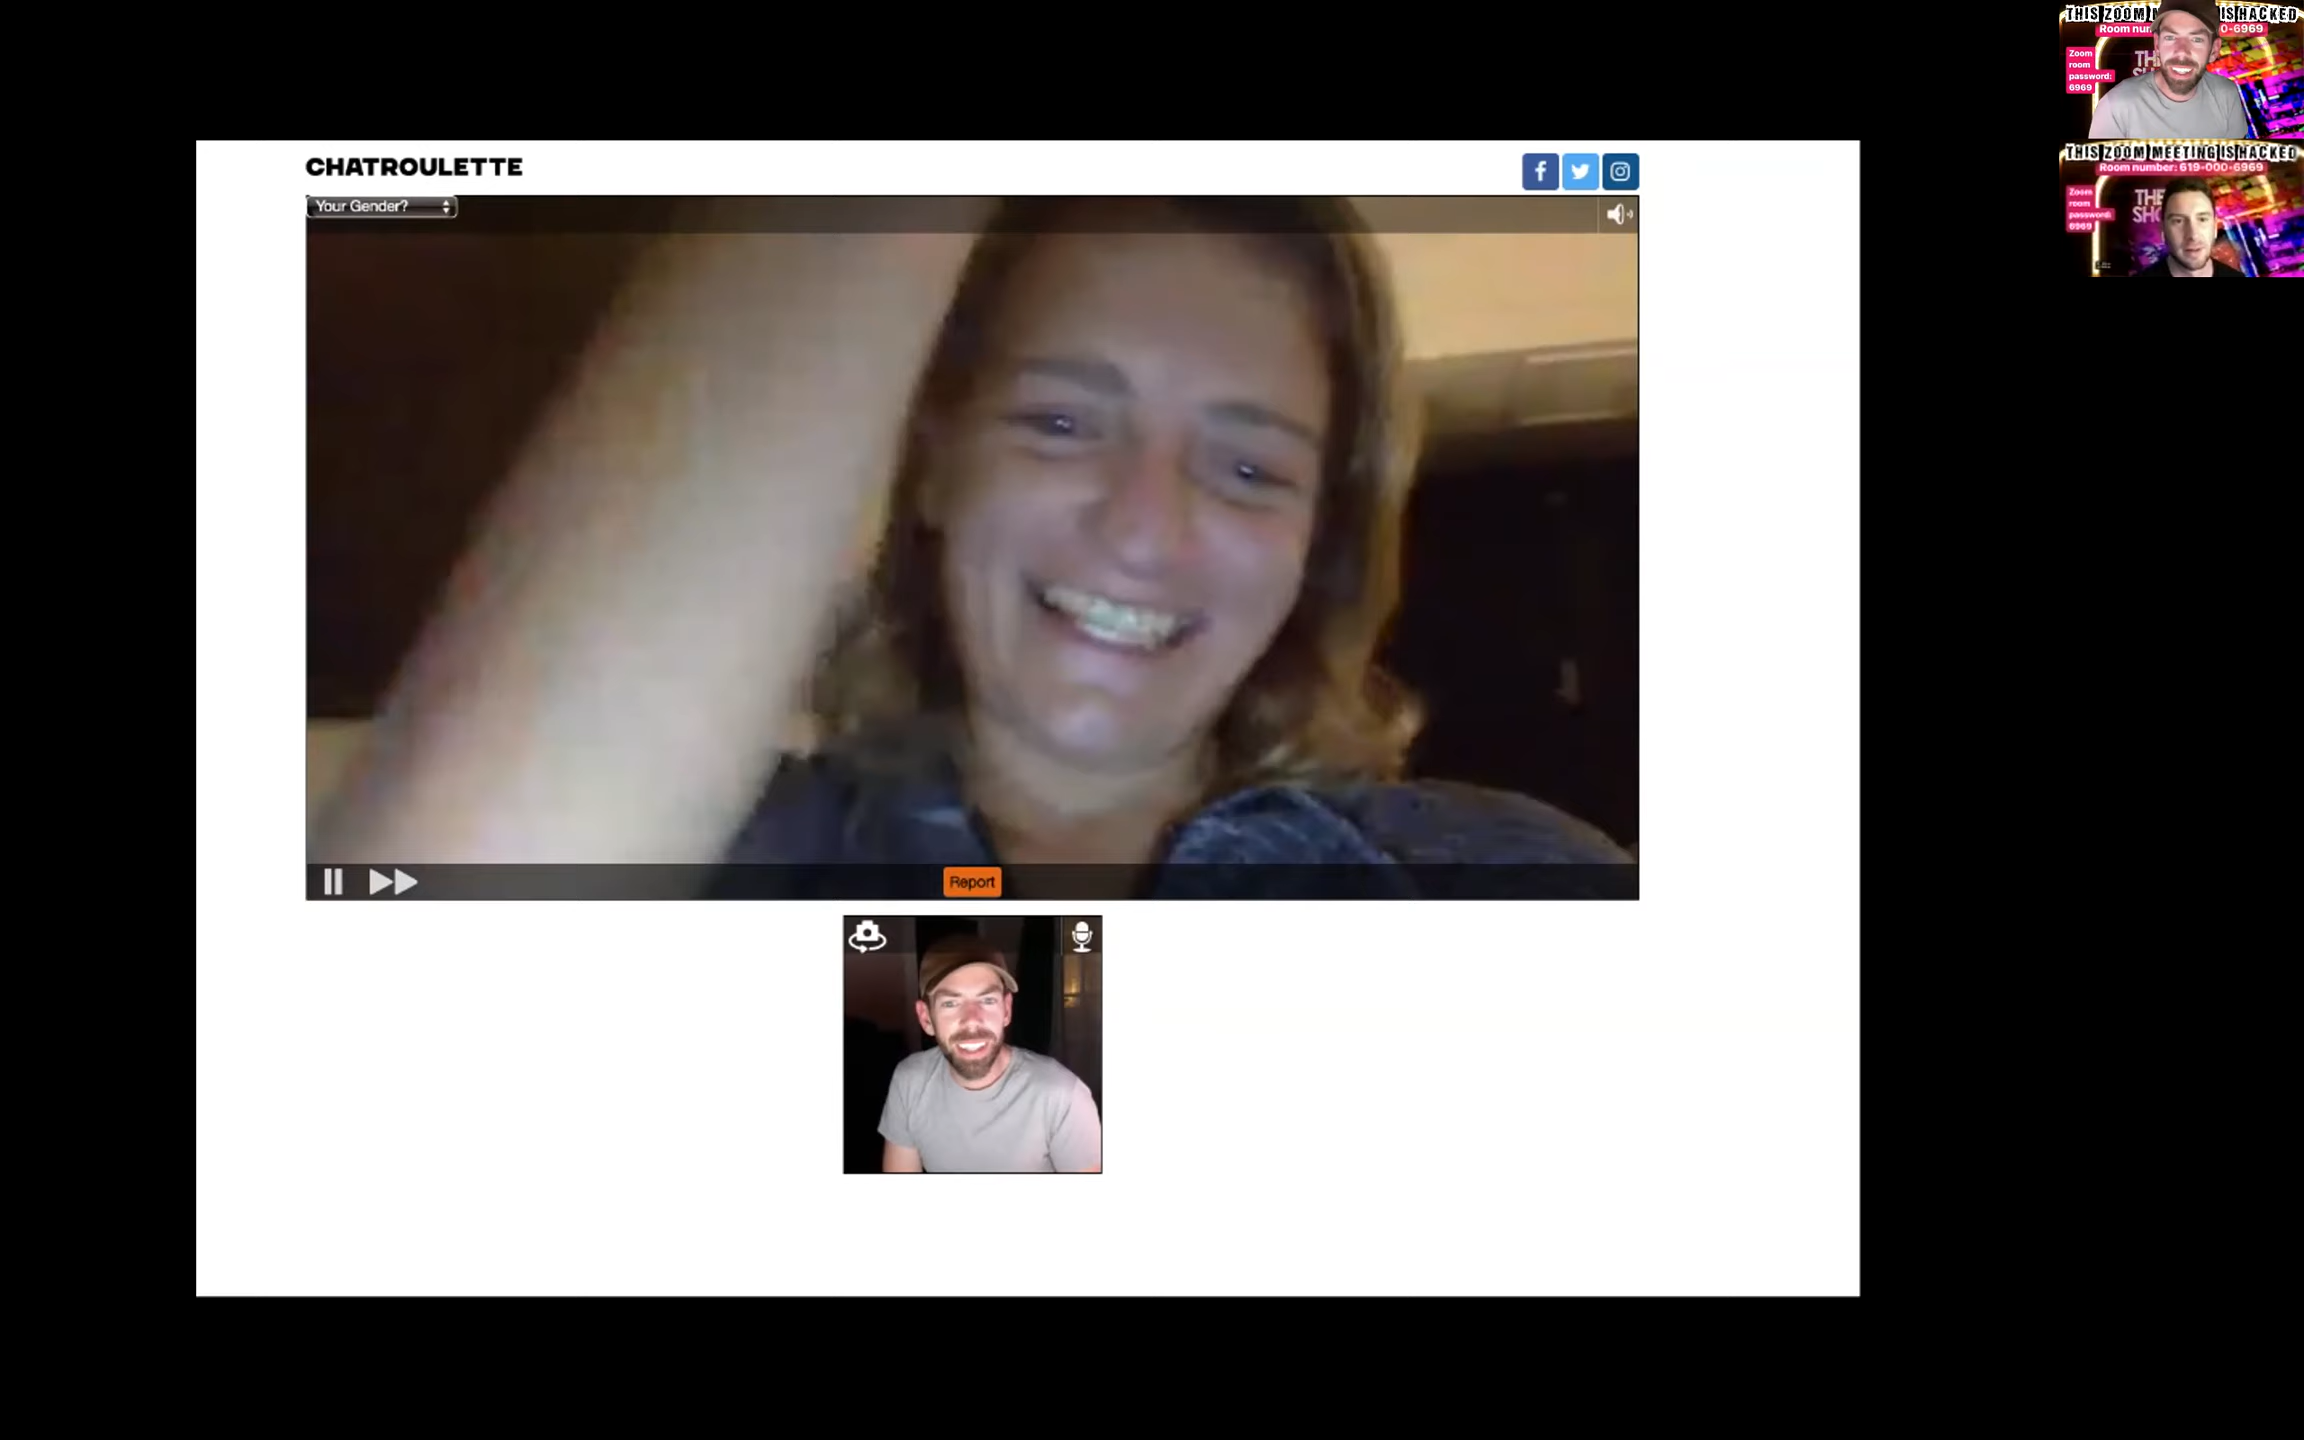 CHATROULETTE
Your Gender?
Report
THIS ZOOM
IS HACKED
Room
0-6969
Zoom
room
password:
6969
THIS ZOOM MEETING IS HACKED
Room number: 619-000-6969
Zoom
room
password:
6969
THE